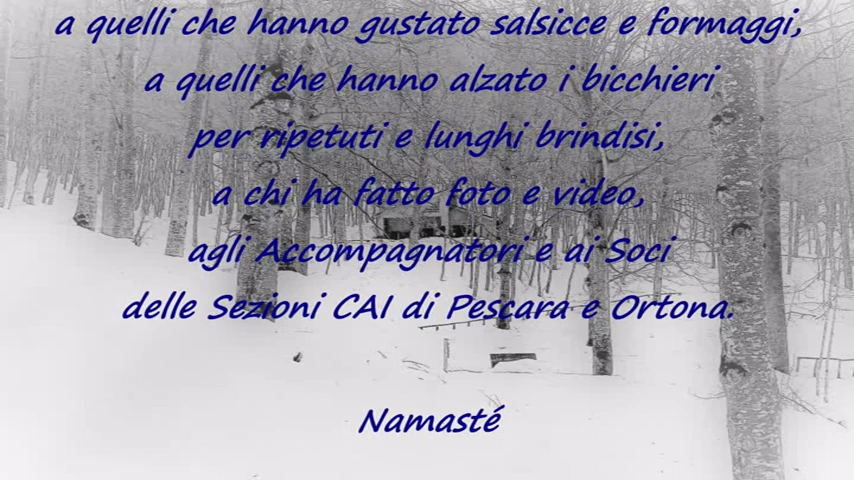 a quelli che hanno gustato salsicce e formaggi,
a quelli che hanno alzato i bicchieri
per ripetuti e lunghi brindisi,
a chi ha fatto foto e video,
agli Accompagnatori e ai Soci
delle Sezioni CAI di Pescara e Ortona.
Namasté